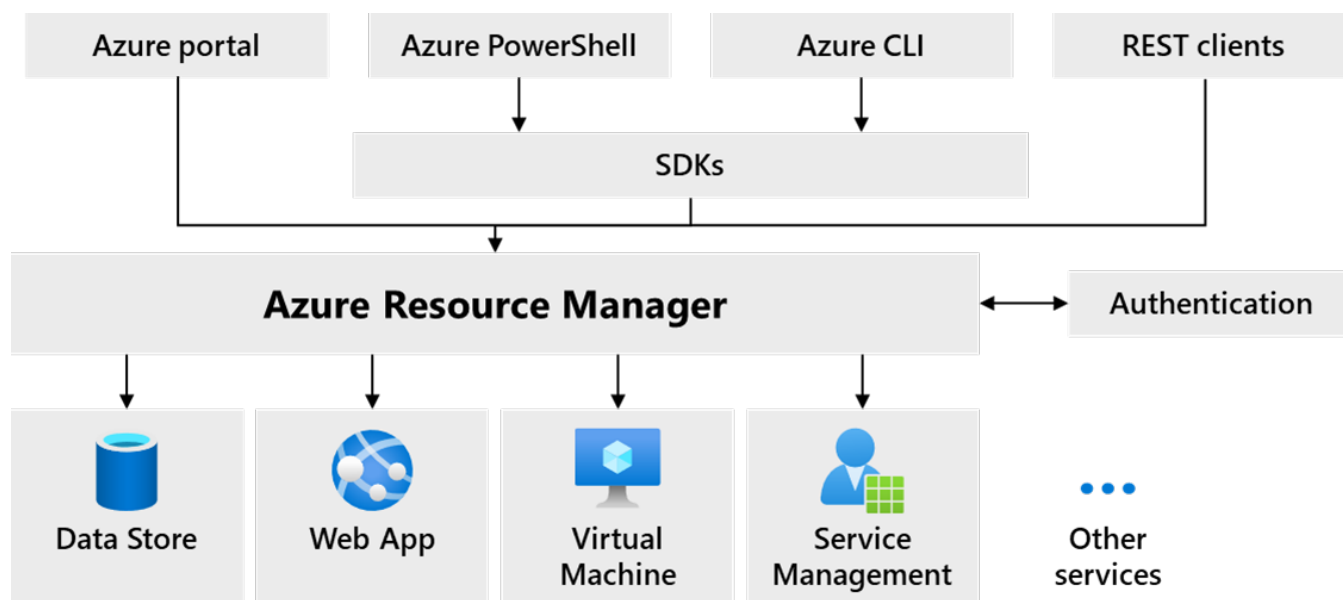 Azure portal
Azure PowerShell
Azure CLI
REST clients
SDKs
Azure Resource Manager
Authentication
Data Store
Web App
Virtual
Machine
Service
Management
Other
services